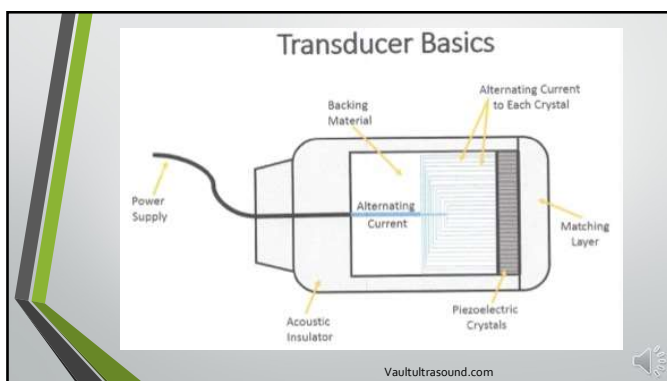 Transducer Basics
Alternating Current
to Each Crystal
Backing
Material
Power
Supply
Alternating
Current
Matching
Layer
Piezoelectric
Crystals
Acoustic
Insulator
Vaultultrasound.com